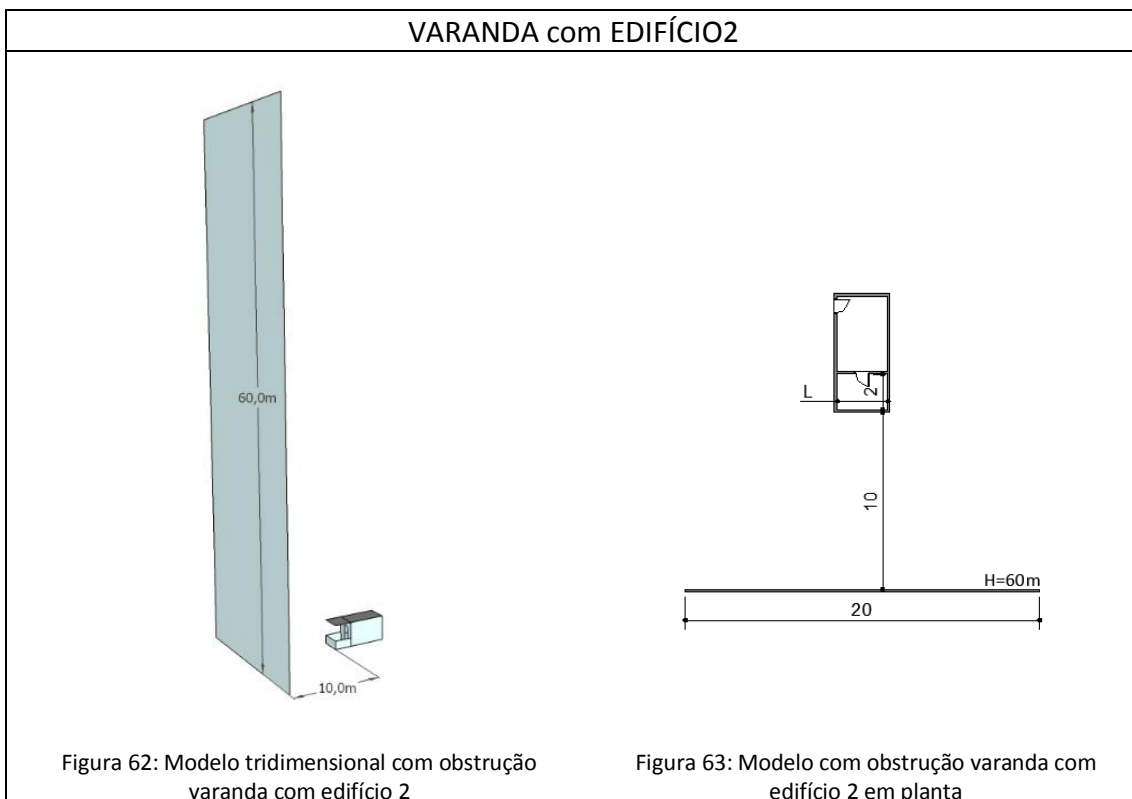 VARANDA com EDIFÍCIO2
60,0m
10,0m
L
2
10
H=60m
20
Figura 62: Modelo tridimensional com obstrução
varanda com edifício 2
Figura 63: Modelo com obstrução varanda com
edifício 2 em planta